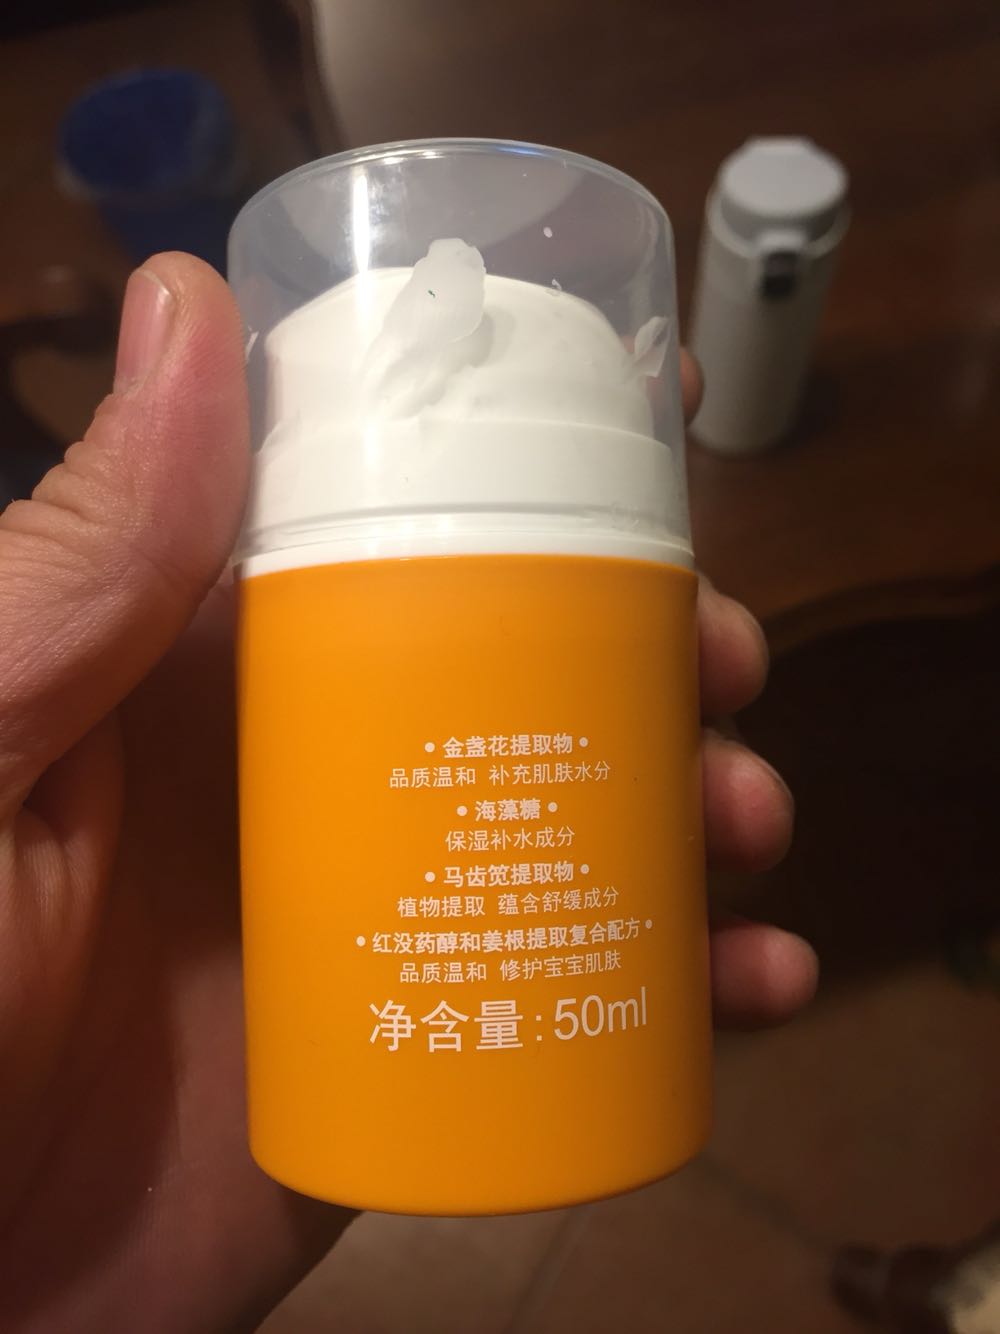 •金盏花提取物•
品质温和 补充肌肤水分
•海藻糖•
保湿补水成分
•马齿笕提取物•
植物提取 蕴含舒缓成分
•红没药醇和姜根提取复合配方•
品质温和 修护宝宝肌肤
净含量:50ml